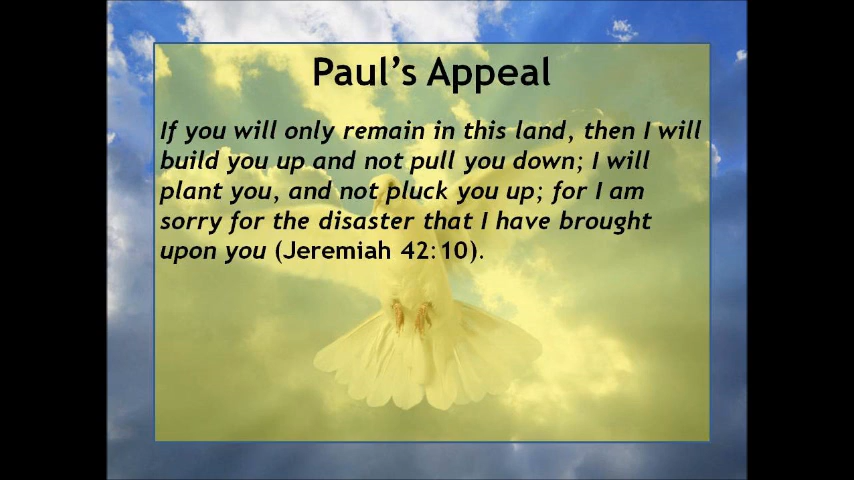 Paul’s Appeal
If you will only remain in this land, then I will
build you up and not pull you down; I will
plant you, and not pluck you up; for I am
sorry for the disaster that I have brought
upon you (Jeremiah 42:10).